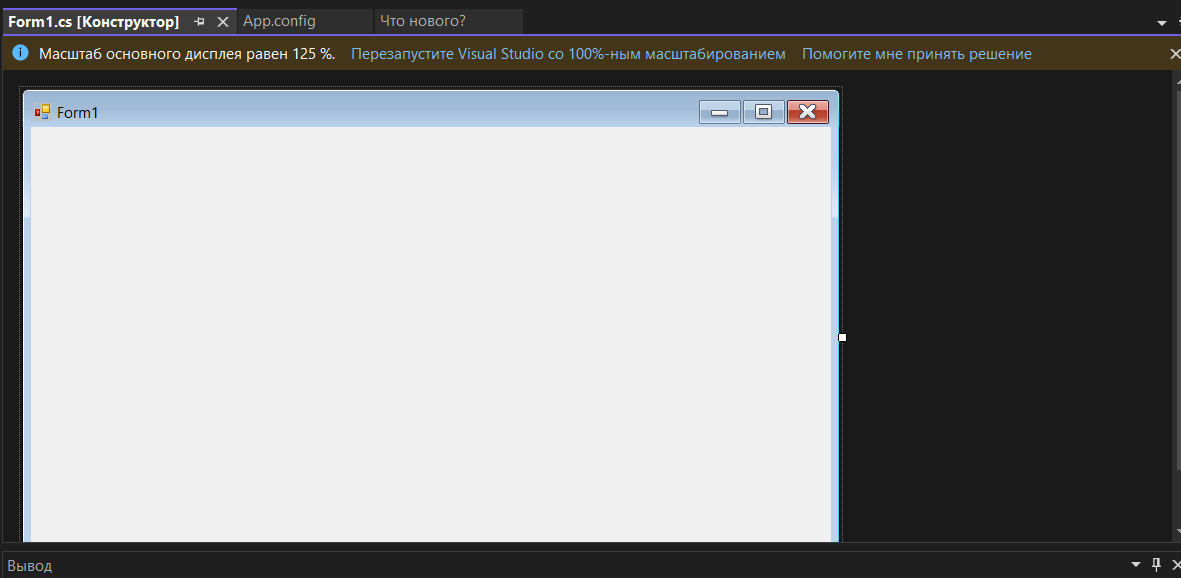 Form1.cs [Конструктор] App.config Что нового?
Масштаб основного дисплея равен 125 %. Перезапустите Visual Studio со 100%-ным масштабированием Помогите мне принять решение
Form1
Вывод